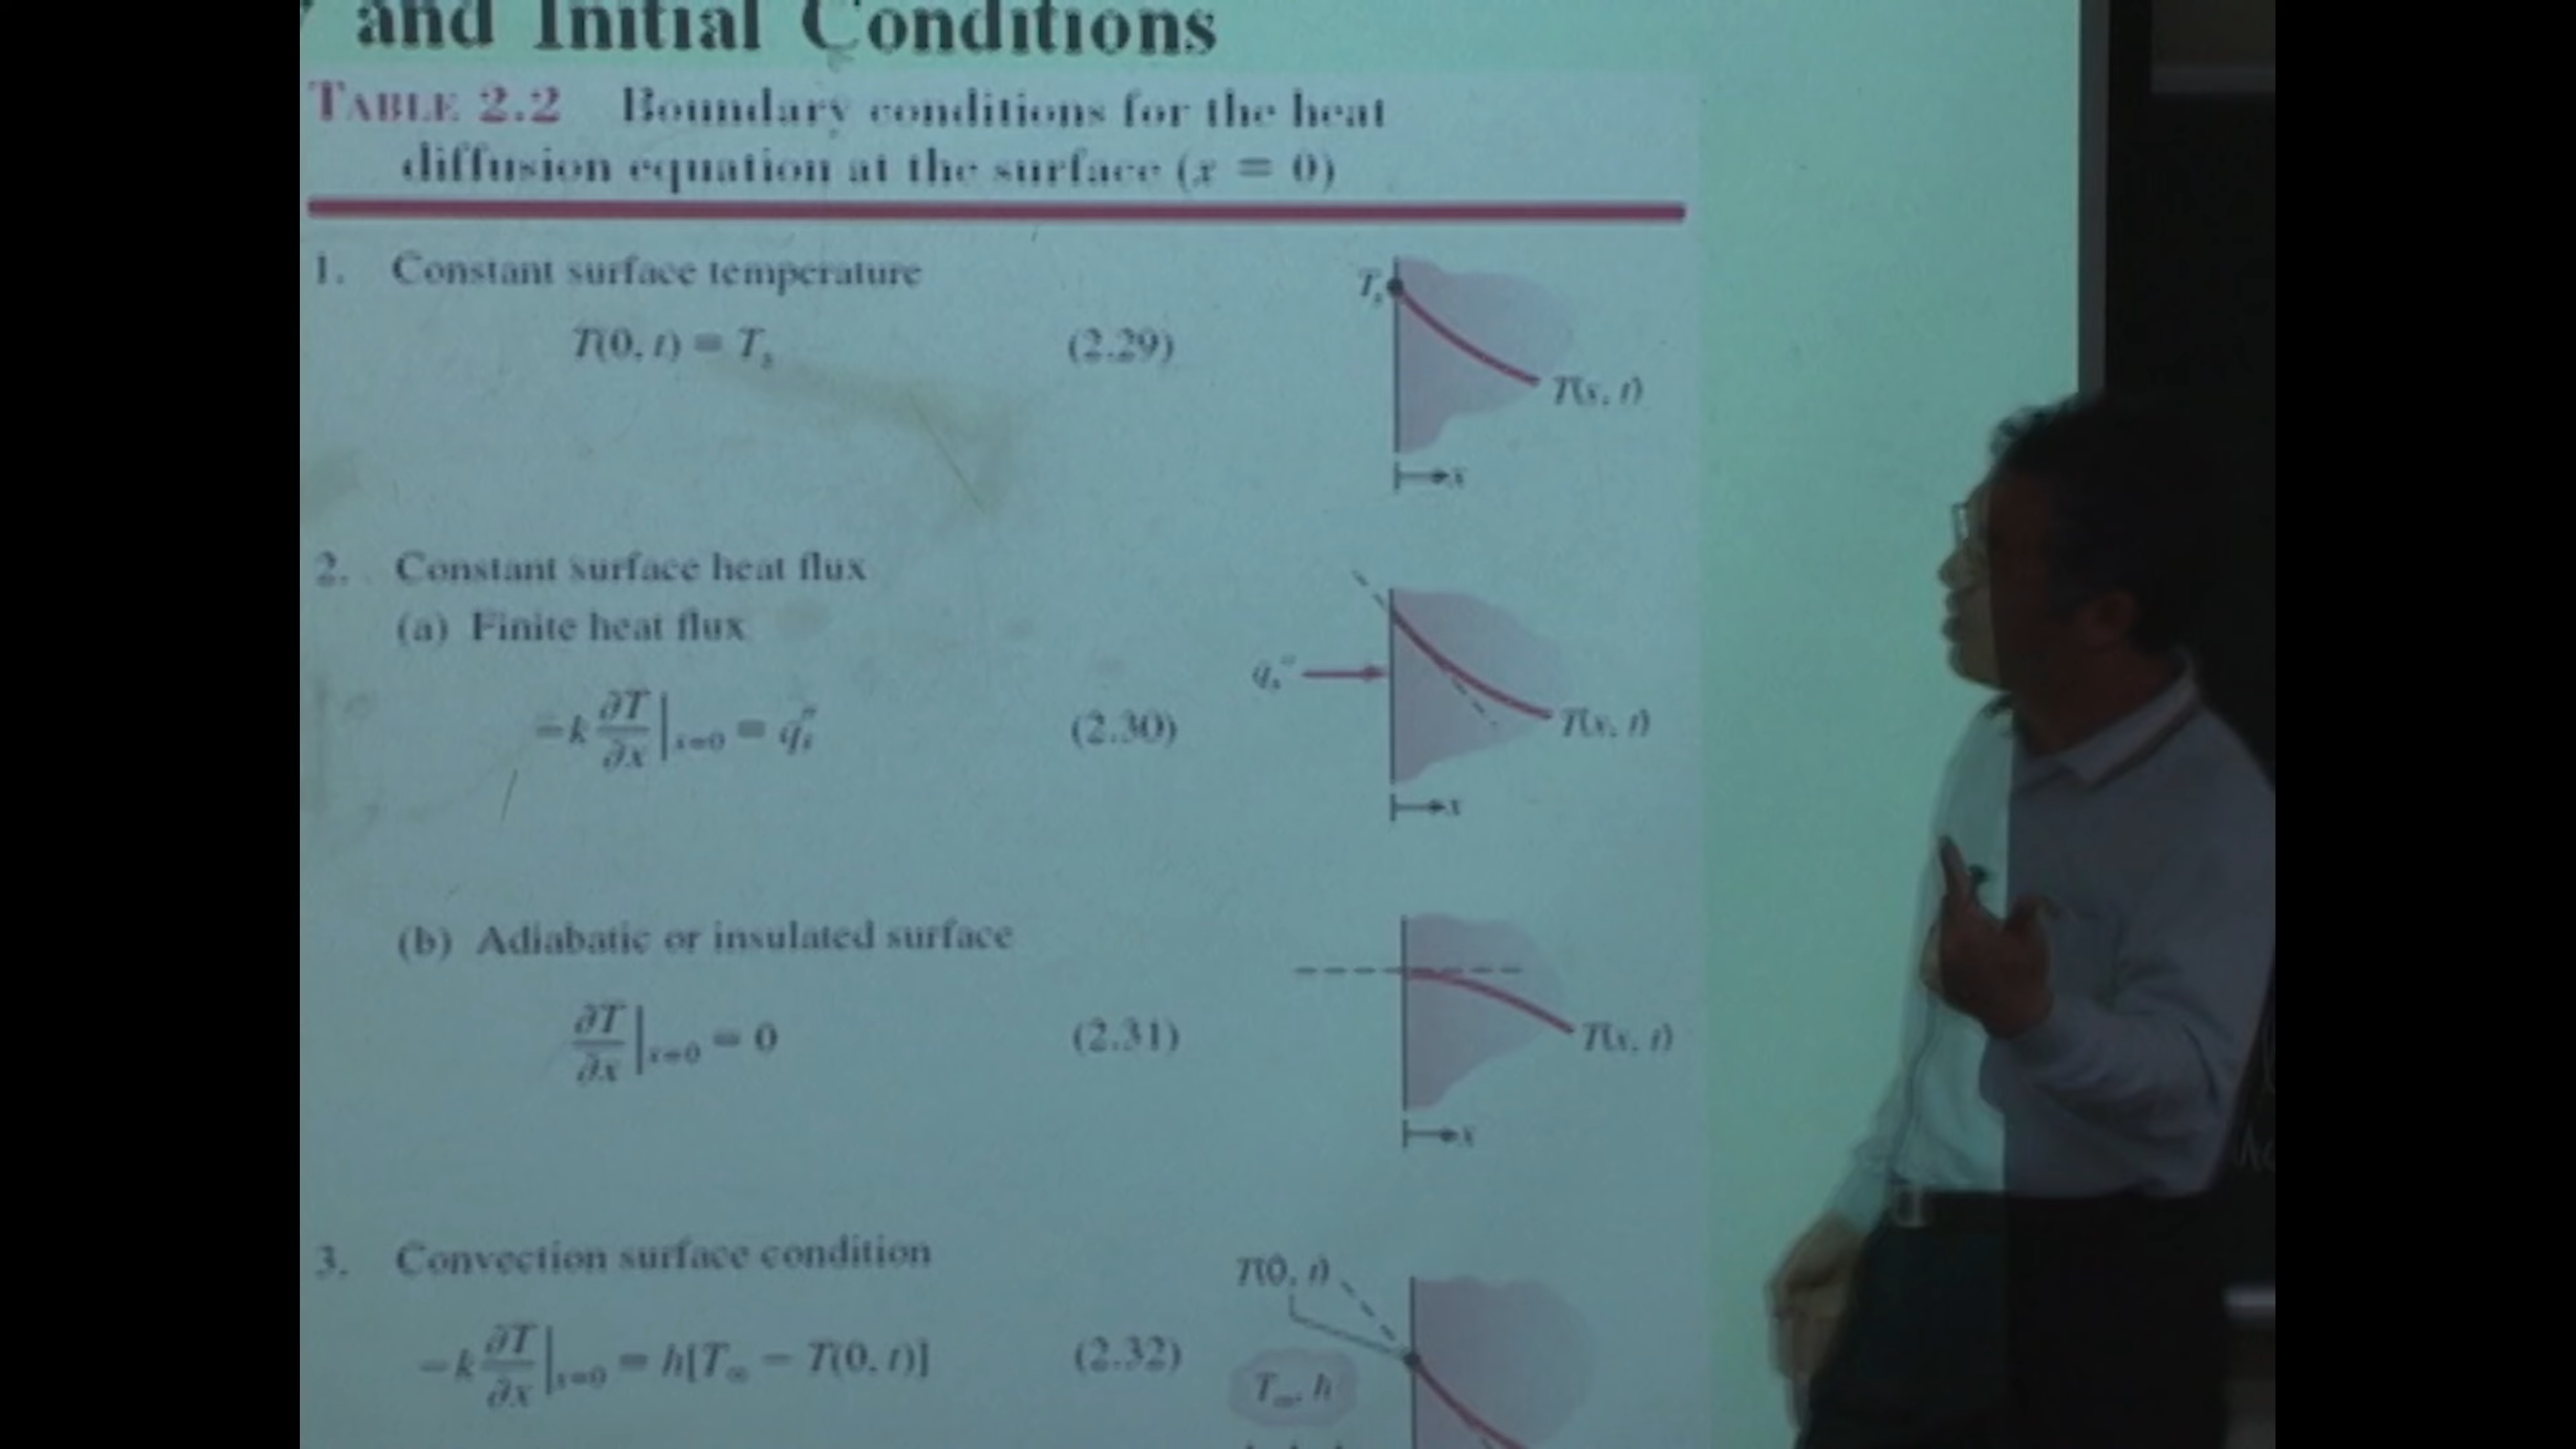 and Initial Conditions
TABLE 2.2 Boundary conditions for the heat
diffusion equation at the surface (x = 0)
1. Constant surface temperature
T(0, t) = Tₛ (2.29)
Tₛ
T(x, t)
x
2. Constant surface heat flux
(a) Finite heat flux
−k ∂T/∂x |ₓ₌₀ = qₛ″ (2.30)
qₛ″
T(x, t)
x
(b) Adiabatic or insulated surface
∂T/∂x |ₓ₌₀ = 0 (2.31)
T(x, t)
x
3. Convection surface condition
−k ∂T/∂x |ₓ₌₀ = h[T∞ − T(0, t)] (2.32)
T(0, t)
T∞, h